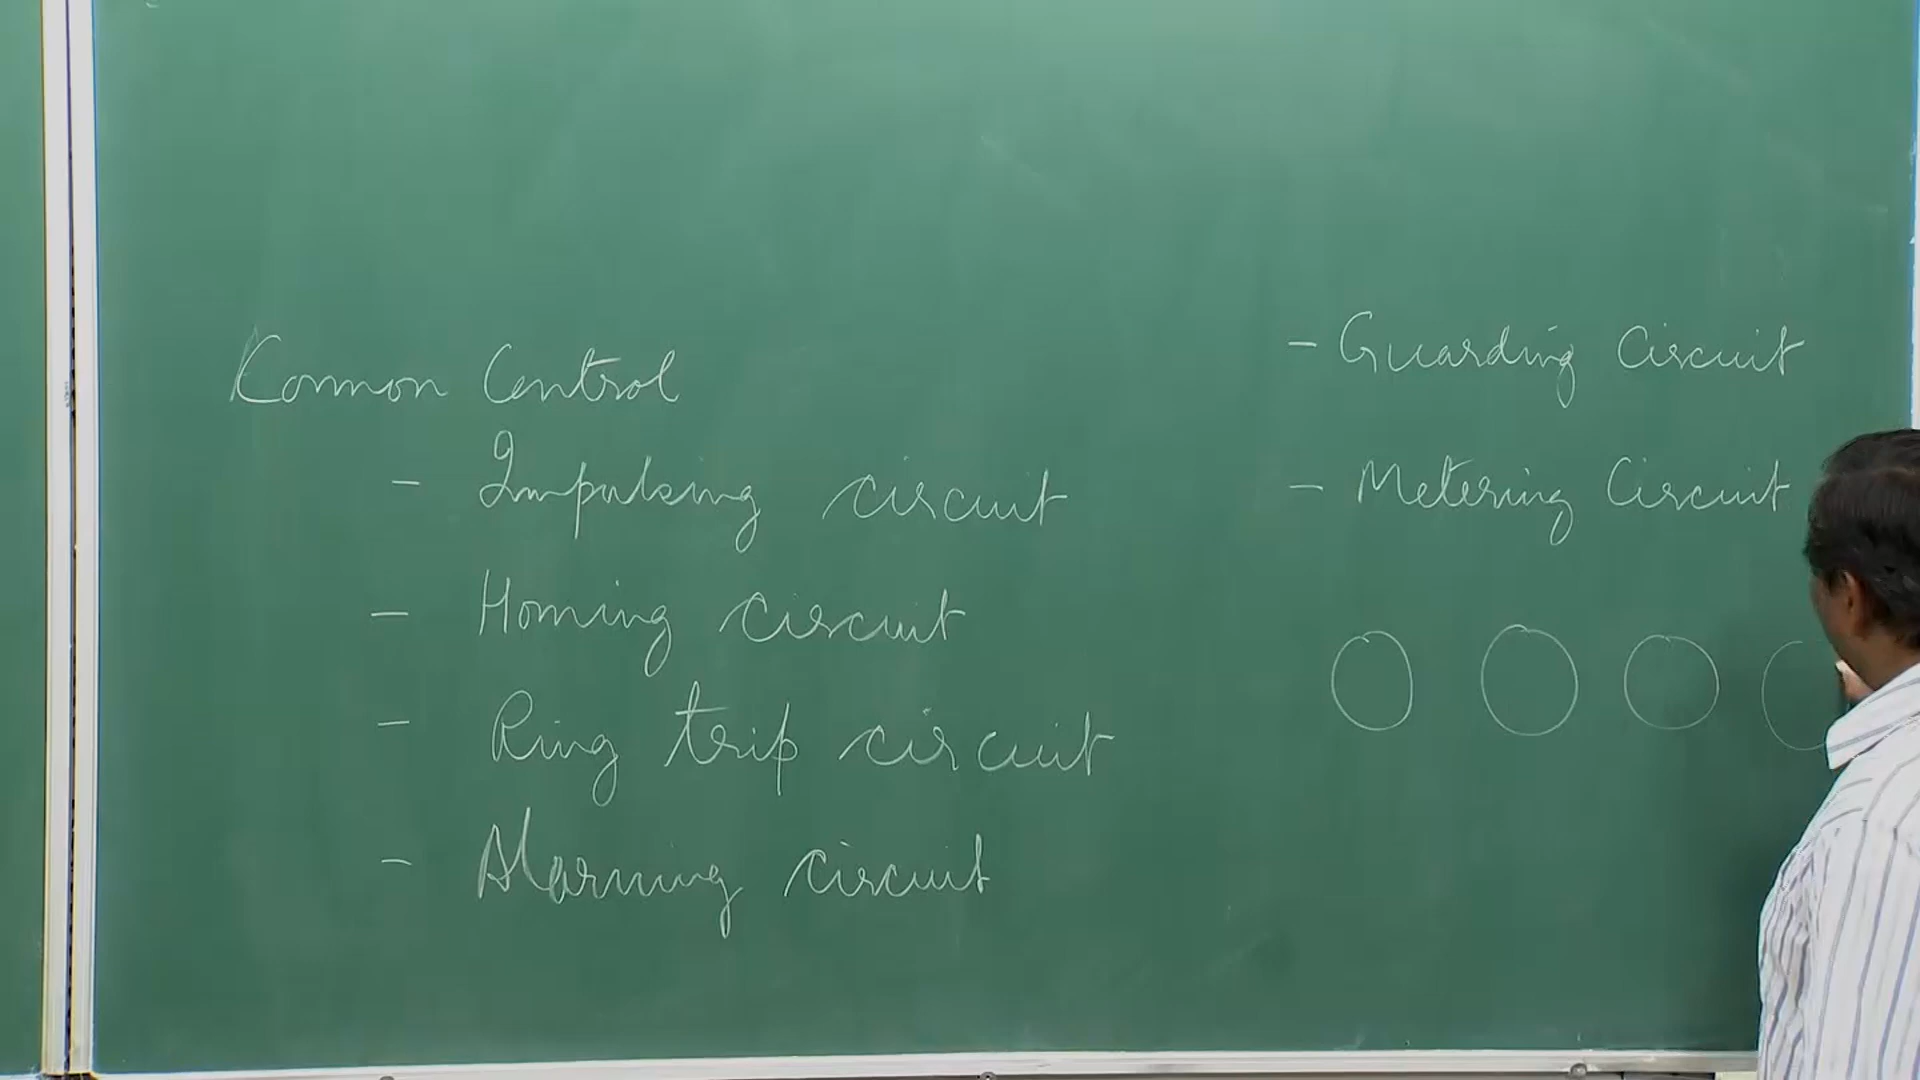 Common Control
- Impulsing circuit
- Homing circuit
- Ring trip circuit
- Alarming circuit
- Guarding Circuit
- Metering Circuit